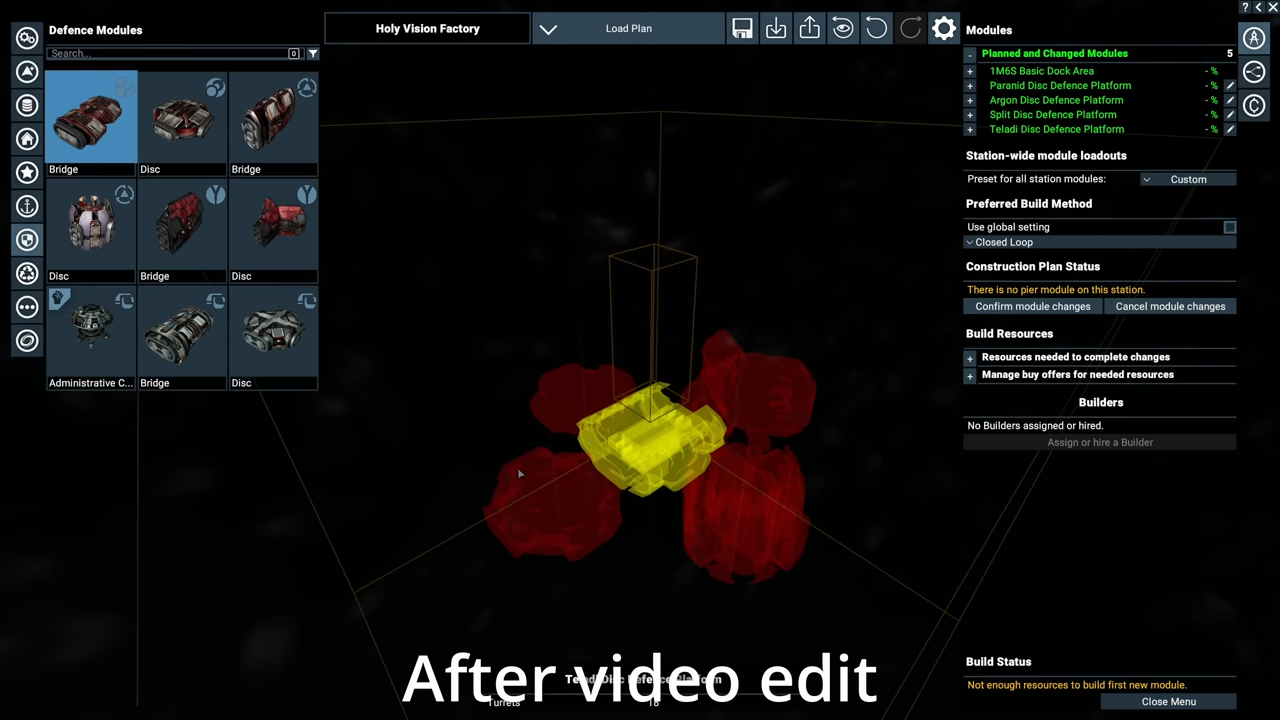 Defence Modules
Search...
0
Bridge
Disc
Bridge
Disc
Bridge
Disc
Administrative C...
Bridge
Disc
Holy Vision Factory
Load Plan
? < X
Modules
- Planned and Changed Modules 5
+ 1M6S Basic Dock Area - %
+ Paranid Disc Defence Platform - %
+ Argon Disc Defence Platform - %
+ Split Disc Defence Platform - %
+ Teladi Disc Defence Platform - %
Station-wide module loadouts
Preset for all station modules: Custom
Preferred Build Method
Use global setting
Closed Loop
Construction Plan Status
There is no pier module on this station.
Confirm module changes Cancel module changes
Build Resources
+ Resources needed to complete changes
+ Manage buy offers for needed resources
Builders
No Builders assigned or hired.
Assign or hire a Builder
Teladi Disc Defence Platform
After video edit
Turrets 18
Build Status
Not enough resources to build first new module.
Close Menu